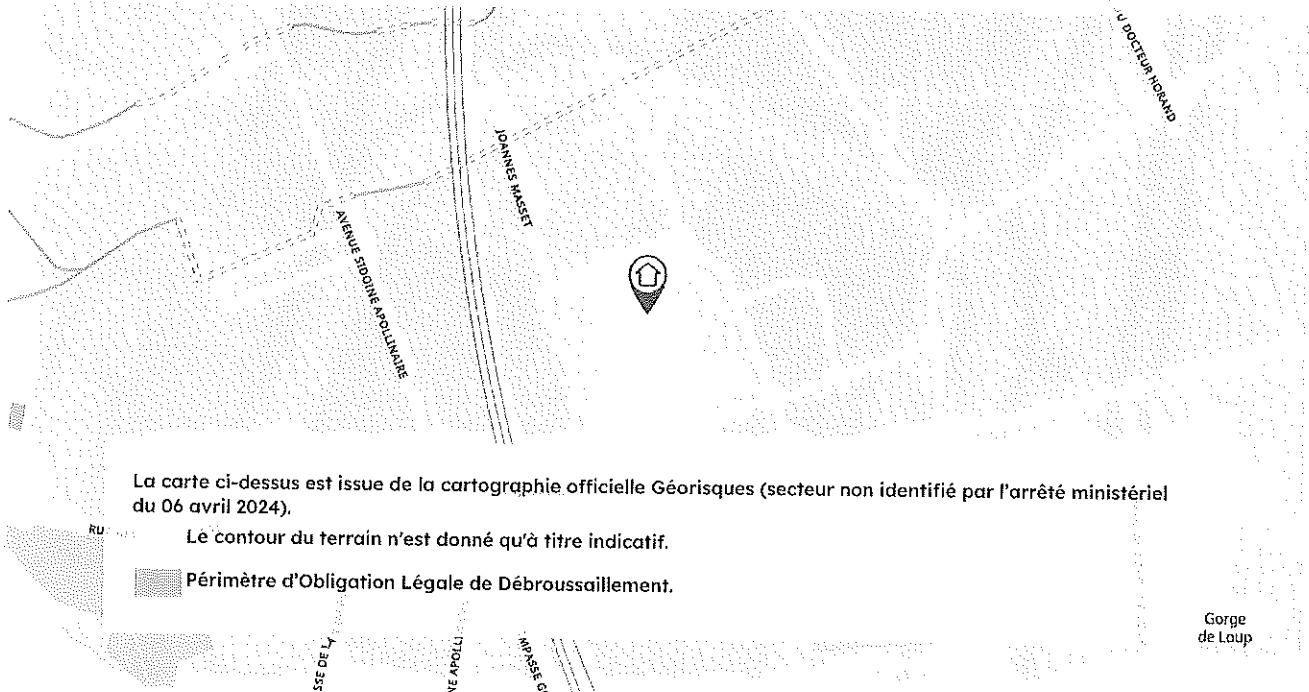 U DOCTEUR HORAND
JOANNES MASSET
AVENUE SIDOINE APOLLINAIRE
La carte ci-dessus est issue de la cartographie officielle Géorisques (secteur non identifié par l'arrêté ministériel
du 06 avril 2024).
RU
Le contour du terrain n'est donné qu'à titre indicatif.
Périmètre d'Obligation Légale de Débroussaillement.
Gorge
de Loup
SSE DE L
NE APOLLI
MPASSE G